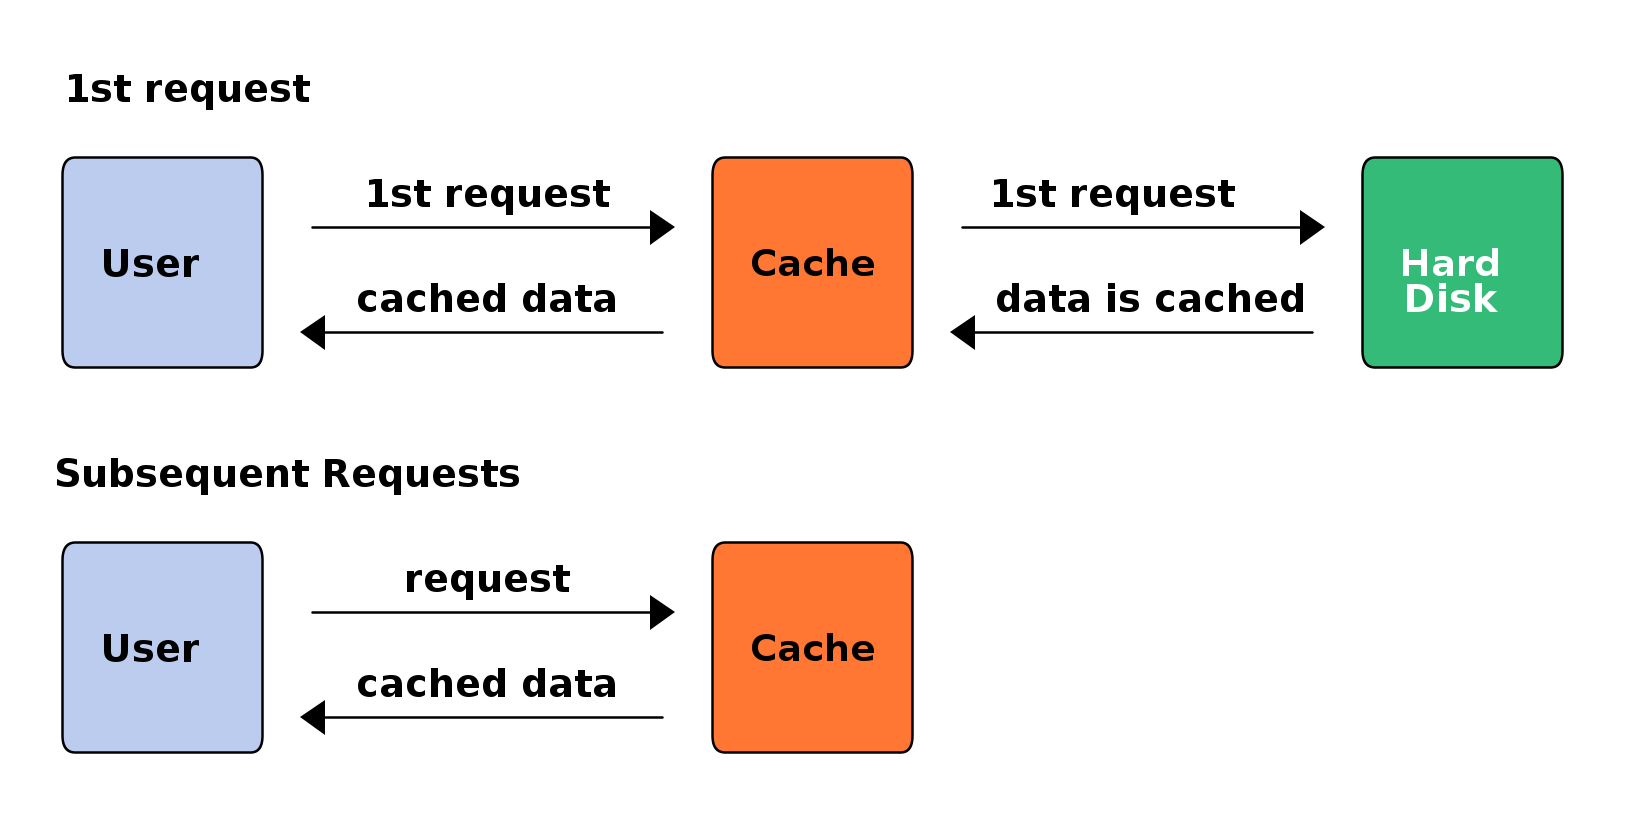 1st request
1st request
1st request
User
Cache
Hard
Disk
cached data
data is cached
Subsequent Requests
request
User
Cache
cached data